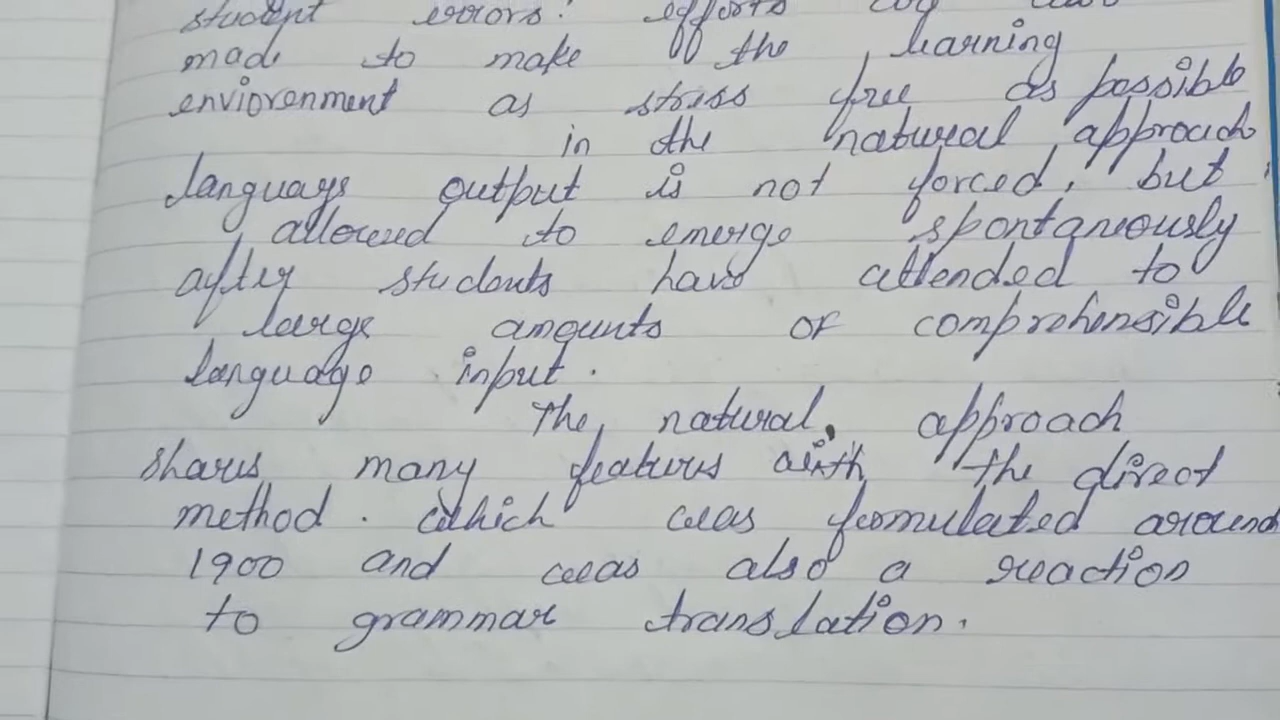 student errors. efforts
made to make the learning
enviorenment as stress free as possible
in the natural approach
language output is not forced, but
allowed to emerge spontaneously
after students have attended to
large amounts of comprehensible
language input.
The natural approach
shares many features with the direct
method. which was formulated around
1900 and was also a reaction
to grammar translation.